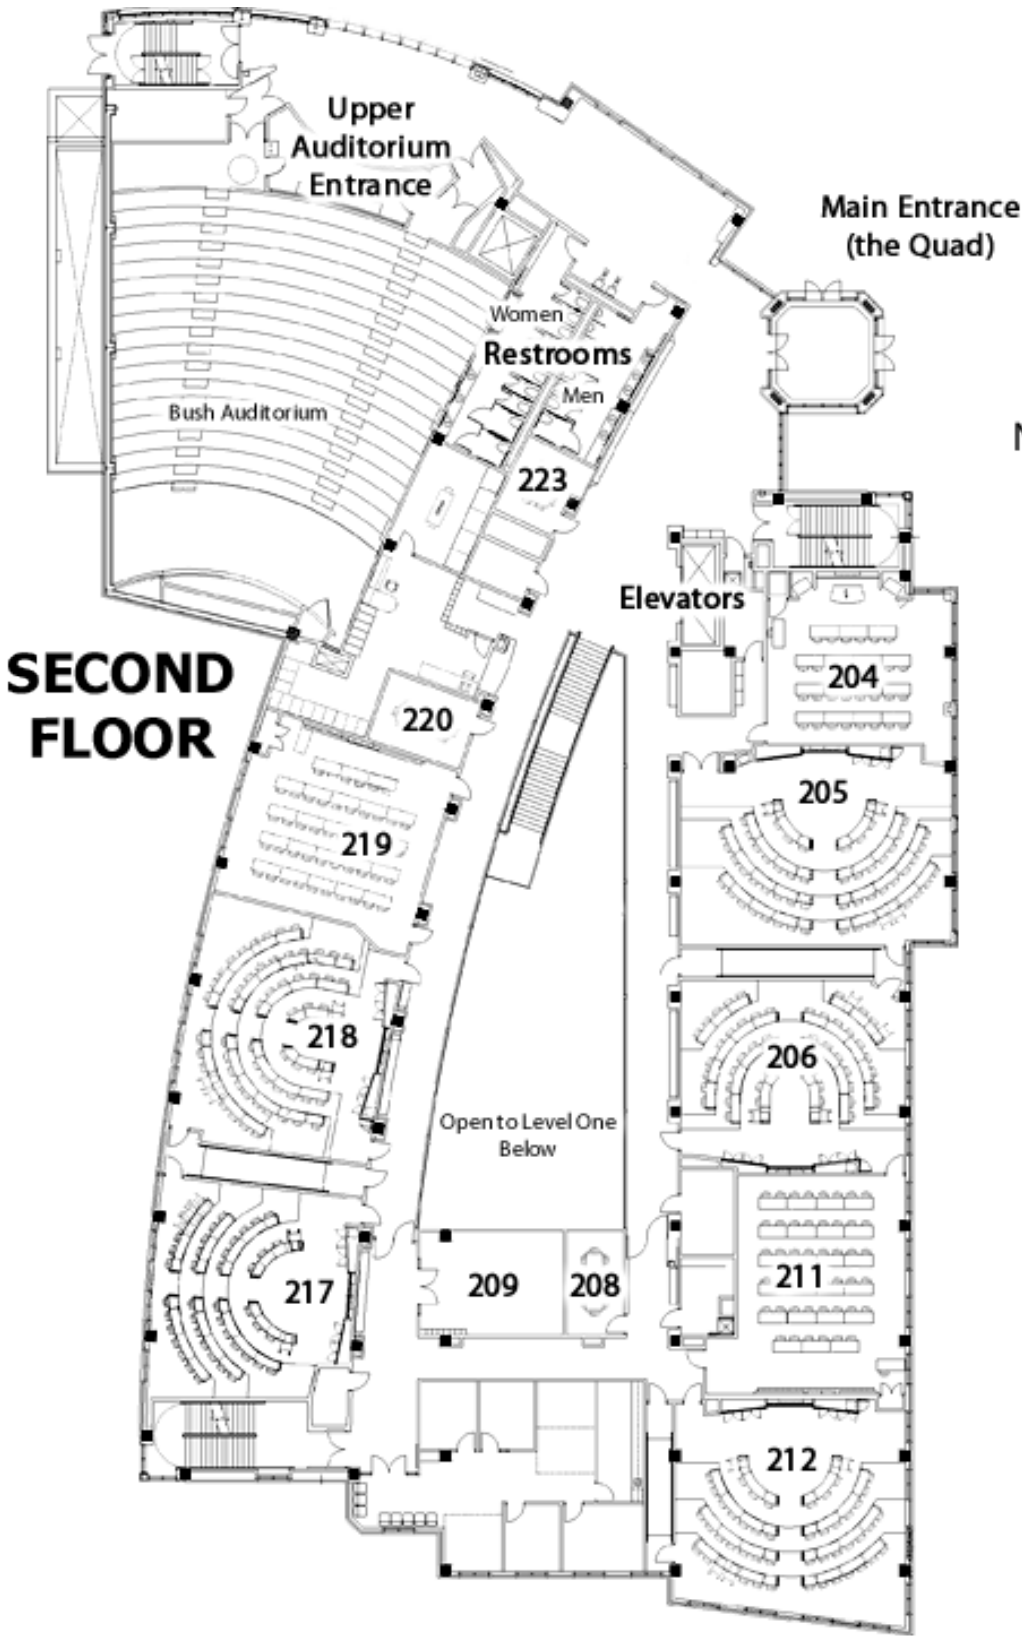 Upper
Auditorium
Entrance
Main Entrance
(the Quad)
Women
Restrooms
Men
Bush Auditorium
N
223
Elevators
SECOND
FLOOR
204
220
205
219
218
206
Open to Level One
Below
217
209
208
211
212